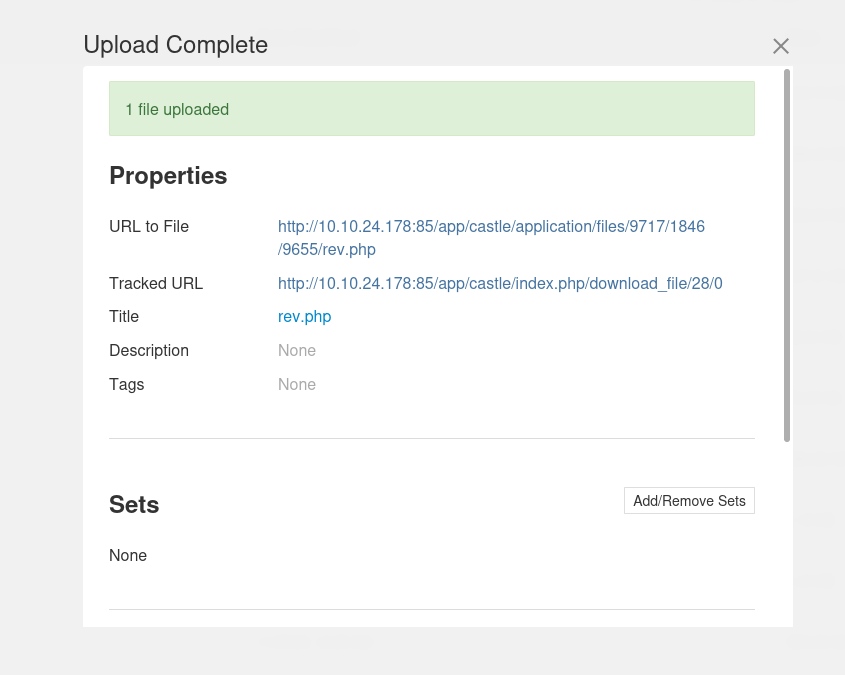 Upload Complete
1 file uploaded
Properties
URL to File
http://10.10.24.178:85/app/castle/application/files/9717/1846
/9655/rev.php
Tracked URL
http://10.10.24.178:85/app/castle/index.php/download_file/28/0
Title
rev.php
Description
None
Tags
None
Sets
Add/Remove Sets
None